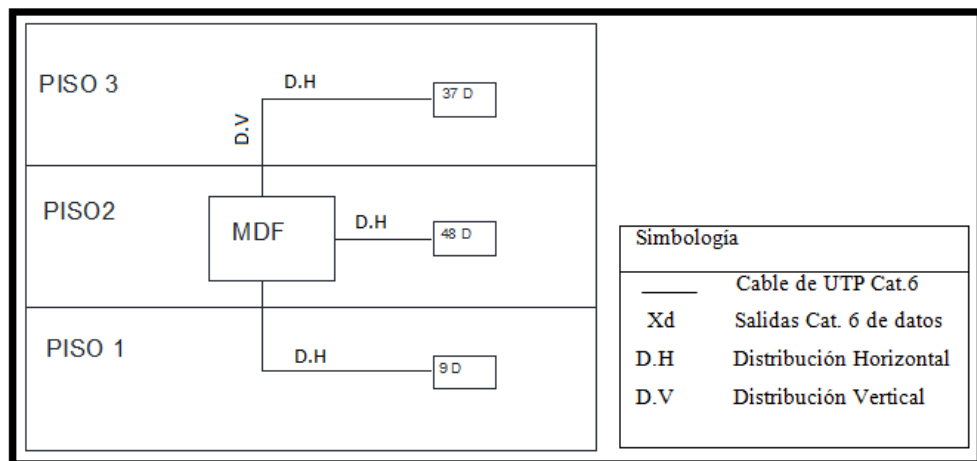 PISO 3
D.H
37 D
D.V
PISO2
MDF
D.H
48 D
PISO 1
D.H
9 D
Simbología
Cable de UTP Cat.6
Xd Salidas Cat. 6 de datos
D.H Distribución Horizontal
D.V Distribución Vertical